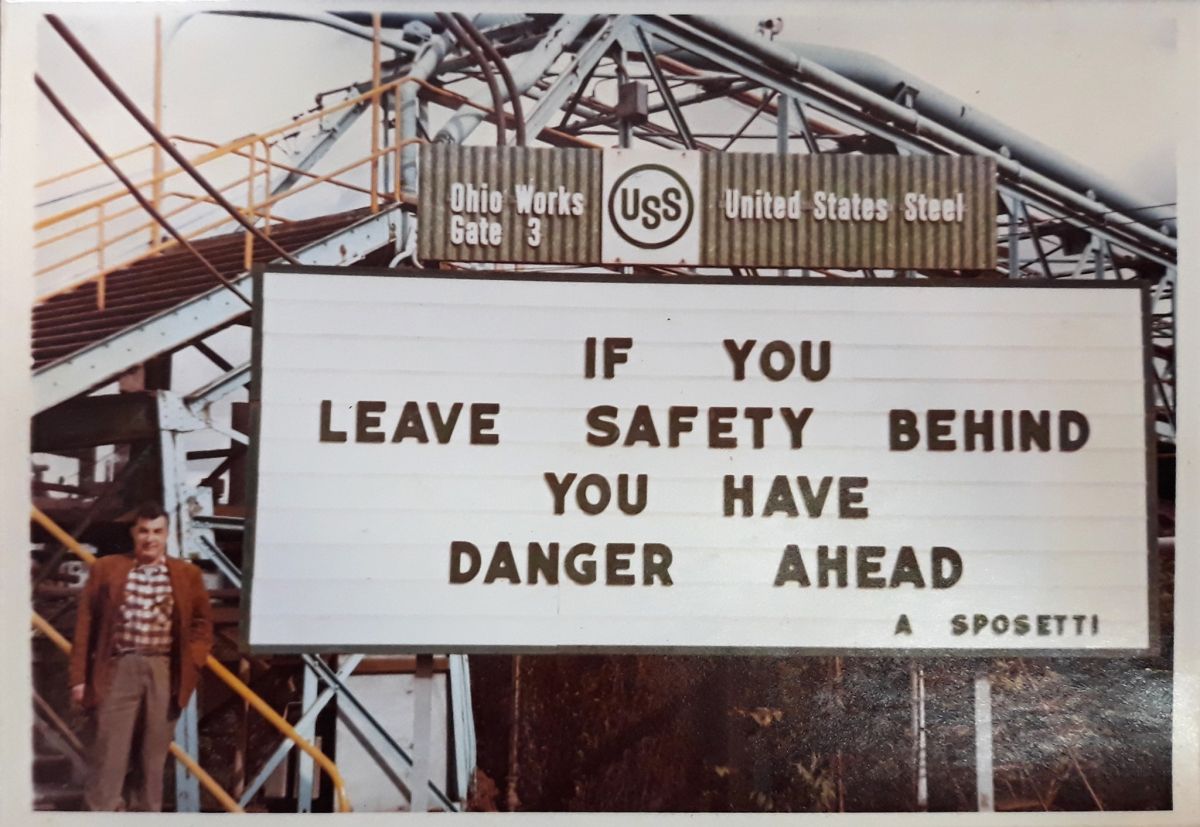 Ohio Works
Gate 3
USS
United States Steel
IF YOU
LEAVE SAFETY BEHIND
YOU HAVE
DANGER AHEAD
A SPOSETTI